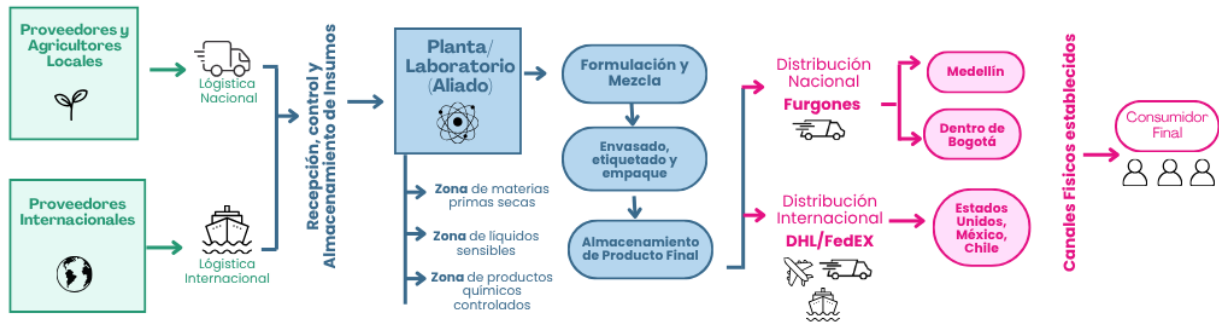 Proveedores y
Agricultores
Locales
Lógistica
Nacional
Proveedores
Internacionales
Lógistica
Internacional
Recepción, control y
Almacenamiento de Insumos
Planta/
Laboratorio
(Aliado)
Zona de materias
primas secas
Zona de líquidos
sensibles
Zona de productos
químicos
controlados
Formulación y
Mezcla
Envasado,
etiquetado y
empaque
Almacenamiento
de Producto Final
Distribución
Nacional
Furgones
Medellín
Dentro de
Bogotá
Distribución
Internacional
DHL/FedEX
Estados
Unidos,
México,
Chile
Canales Físicos establecidos
Consumidor
Final